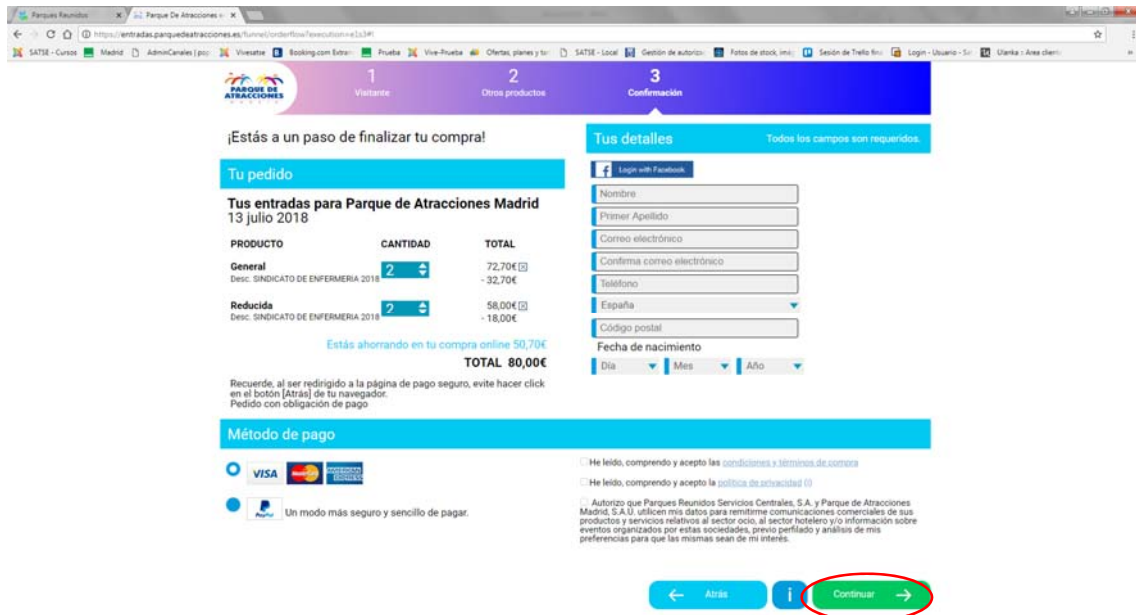 Parques Reunidos
Parque De Atracciones e
https://entradas.parquedeatracciones.es/funnel/orderflow?execution=e1s3#!
SATSE - Cursos
Madrid
AdminCanales | pop
Vivesatse
Booking.com Extran
Prueba
Vive-Prueba
Ofertas, planes y
SATSE - Local
Gestión de
Fotos de stock,
Sesión de Trello
Login - Usuario - S
Ulanka :: Area
PARQUE DE
ATRACCIONES
1
Visitante
2
Otros productos
3
Confirmación
¡Estás a un paso de finalizar tu compra!
Tu pedido
Tus entradas para Parque de Atracciones Madrid
13 julio 2018
PRODUCTO CANTIDAD TOTAL
General 2 72,70€
Desc. SINDICATO DE ENFERMERIA 2018 - 32,70€
Reducida 2 58,00€
Desc. SINDICATO DE ENFERMERIA 2018 - 18,00€
Estás ahorrando en tu compra online 50,70€
TOTAL 80,00€
Recuerde, al ser redirigido a la página de pago seguro, evite hacer click
en el botón [Atrás] de tu navegador.
Pedido con obligación de pago
Tus detalles
Todos los campos son requeridos.
Login with Facebook
Nombre
Primer Apellido
Correo electrónico
Confirma correo electrónico
Teléfono
España
Código postal
Fecha de nacimiento
Día Mes Año
Método de pago
VISA MasterCard AMERICAN EXPRESS
PayPal Un modo más seguro y sencillo de pagar.
He leído, comprendo y acepto las condiciones y términos de compra
He leído, comprendo y acepto la política de privacidad (i)
Autorizo que Parques Reunidos Servicios Centrales, S.A. y Parque de Atracciones
Madrid, S.A.U. utilicen mis datos para remitirme comunicaciones comerciales de sus
productos y servicios relativos al sector ocio, al sector hotelero y/o información sobre
eventos organizados por estas sociedades, previo perfilado y análisis de mis
preferencias para que las mismas sean de mi interés.
← Atrás
i
Continuar →